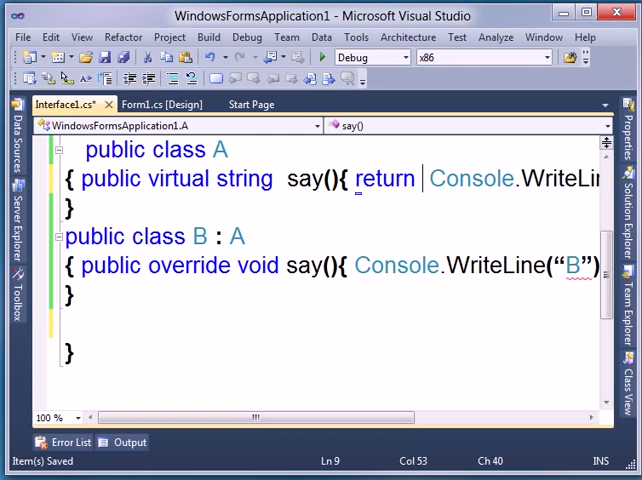 WindowsFormsApplication1 - Microsoft Visual Studio
File Edit View Refactor Project Build Debug Team Data Tools Architecture Test Analyze Window Help
Debug x86
Interface1.cs* Form1.cs [Design] Start Page
WindowsFormsApplication1.A say()
public class A
{ public virtual string say(){ return Console.WriteLin
}
public class B : A
{ public override void say(){ Console.WriteLine(“B”)
}
}
100 %
Error List Output
Item(s) Saved Ln 9 Col 53 Ch 40 INS
Data Sources
Server Explorer
Toolbox
Properties
Solution Explorer
Team Explorer
Class View